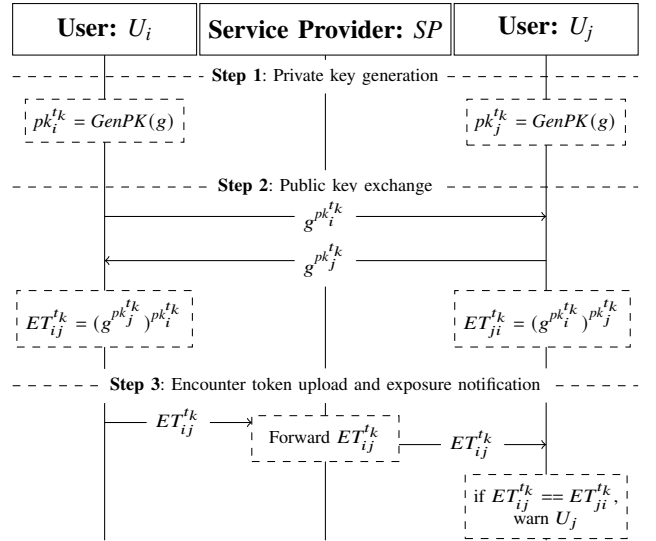 User: $U_i$ Service Provider: $SP$ User: $U_j$
Step 1: Private key generation
$pk_i^{t_k} = GenPK(g)$ $pk_j^{t_k} = GenPK(g)$
Step 2: Public key exchange
$g^{pk_i^{t_k}}$
$g^{pk_j^{t_k}}$
$ET_{ij}^{t_k} = (g^{pk_j^{t_k}})^{pk_i^{t_k}}$ $ET_{ji}^{t_k} = (g^{pk_i^{t_k}})^{pk_j^{t_k}}$
Step 3: Encounter token upload and exposure notification
$ET_{ij}^{t_k}$ Forward $ET_{ij}^{t_k}$ $ET_{ij}^{t_k}$
if $ET_{ij}^{t_k} == ET_{ji}^{t_k}$,
warn $U_j$